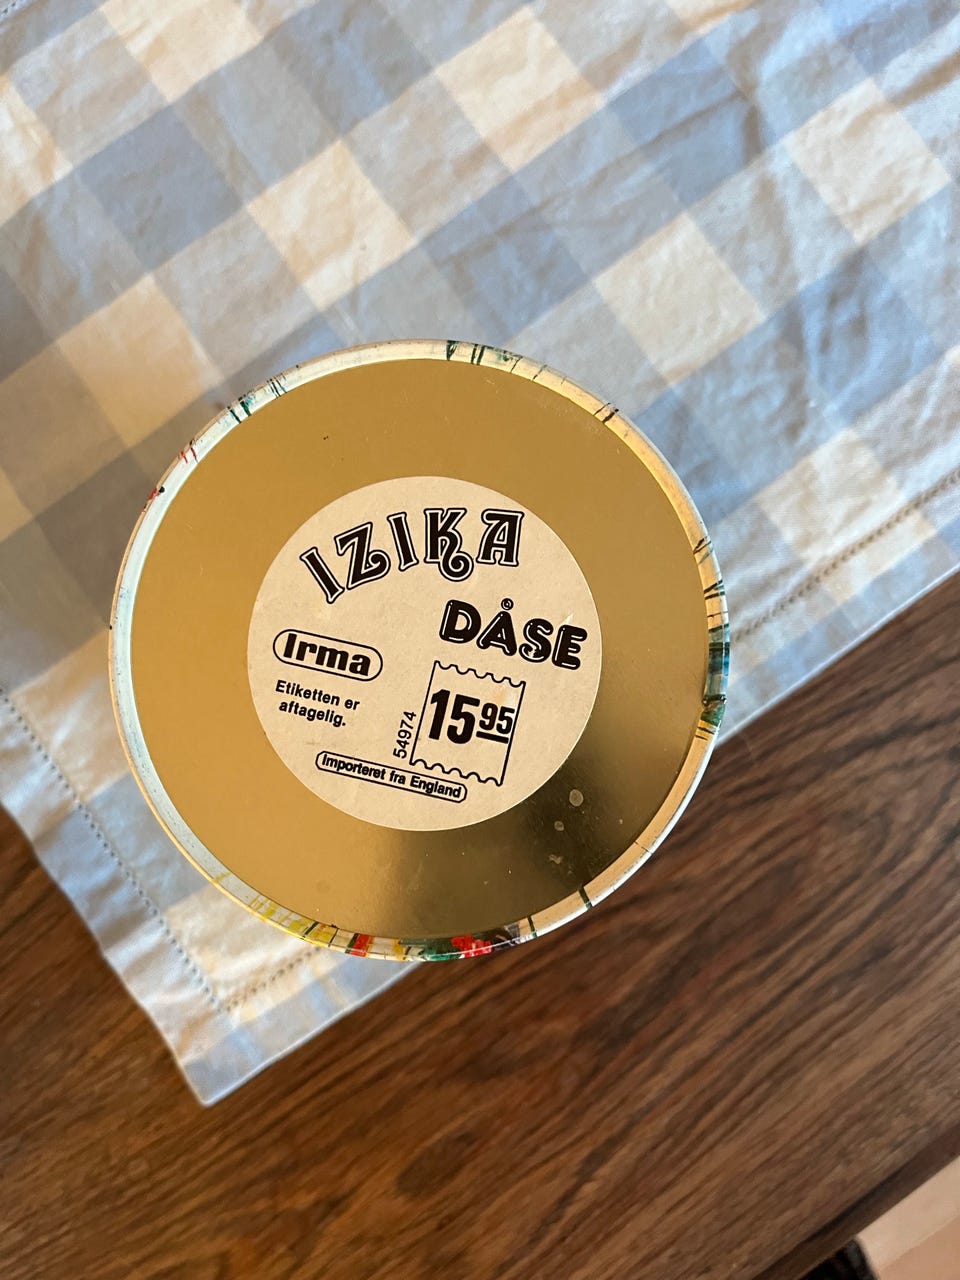 IZIKA
DÅSE
Irma
Etiketten er
aftagelig.
54974
15 95
Importeret fra England